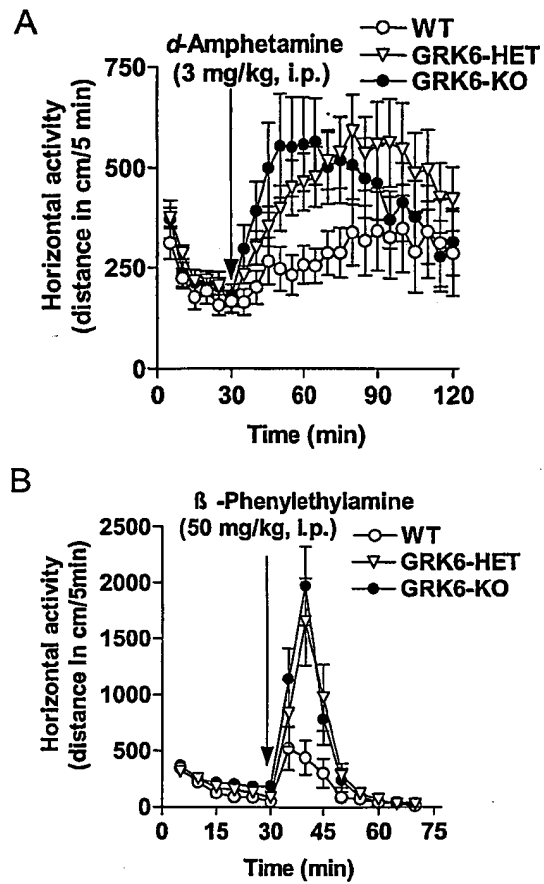 A
d-Amphetamine
(3 mg/kg, i.p.)
WT
GRK6-HET
GRK6-KO
Horizontal activity
(distance in cm/5 min)
750
500
250
0
0 30 60 90 120
Time (min)
B
ß -Phenylethylamine
(50 mg/kg, i.p.)
WT
GRK6-HET
GRK6-KO
Horizontal activity
(distance In cm/5min)
2500
2000
1500
1000
500
0
0 15 30 45 60 75
Time (min)